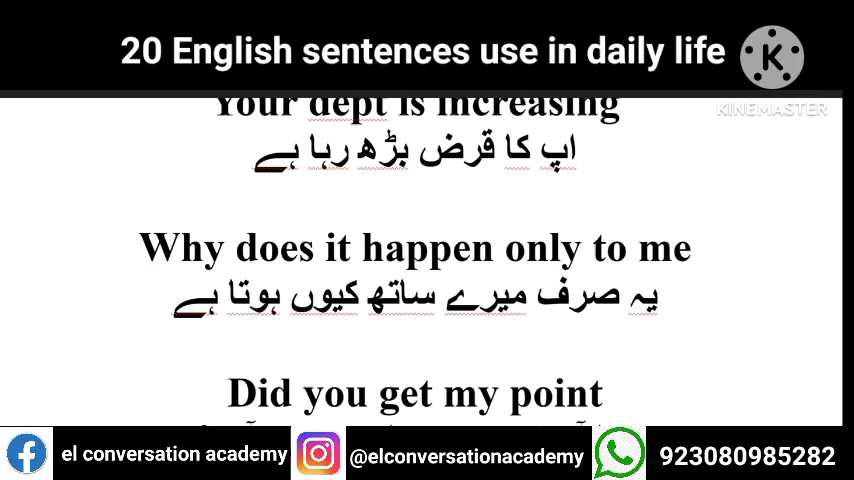 20 English sentences use in daily life
K
KINEMASTER
Your dept is increasing
اپ کا قرض بڑھ رہا ہے
Why does it happen only to me
یہ صرف میرے ساتھ کیوں ہوتا ہے
Did you get my point
el conversation academy
@elconversationacademy
923080985282